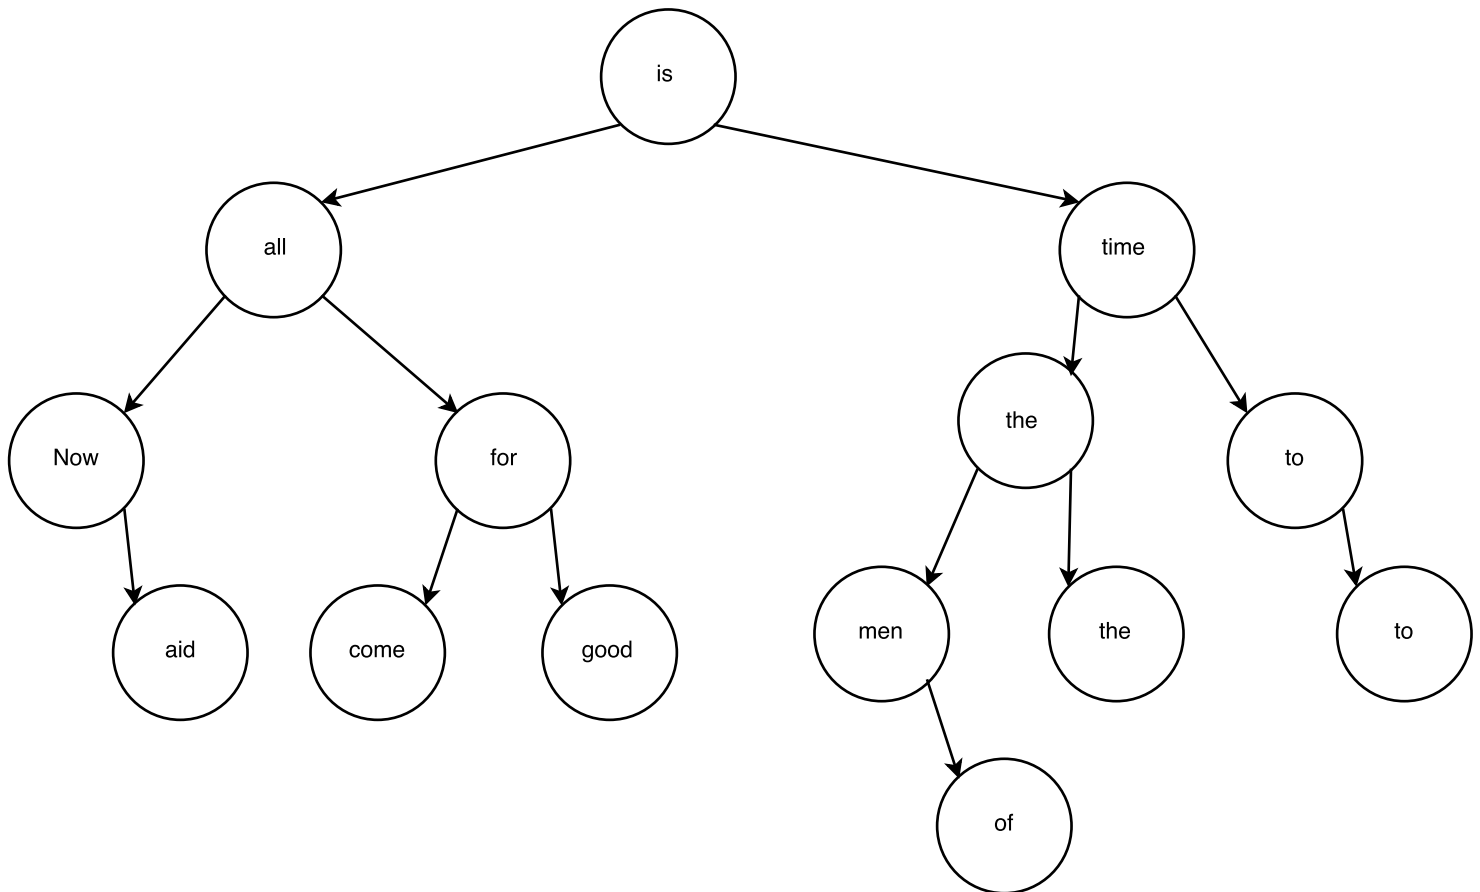 is
all
time
the
Now
for
to
men
the
to
aid
come
good
of